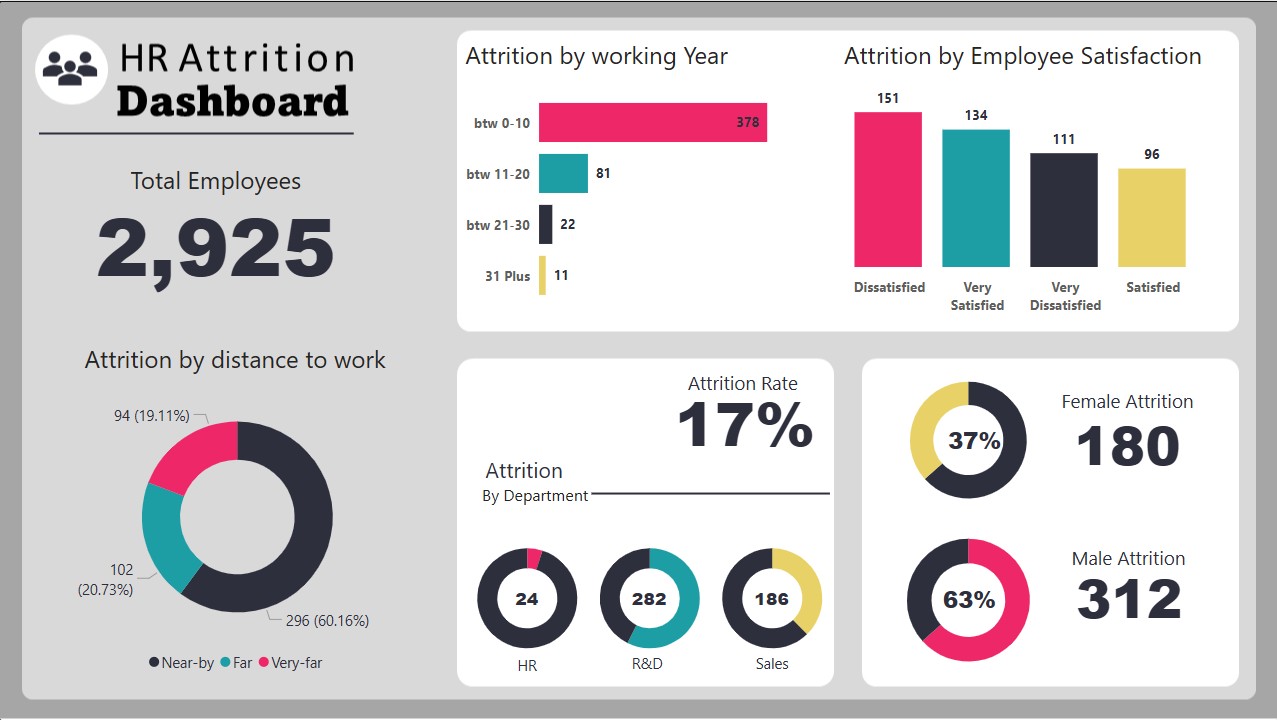 HR Attrition
Dashboard
Total Employees
2,925
Attrition by distance to work
94 (19.11%)
102
(20.73%)
296 (60.16%)
Near-by Far Very-far
Attrition by working Year
btw 0-10 378
btw 11-20 81
btw 21-30 22
31 Plus 11
Attrition by Employee Satisfaction
151
134
111
96
Dissatisfied
Very
Satisfied
Very
Dissatisfied
Satisfied
Attrition Rate
17%
Attrition
By Department
24
282
186
HR
R&D
Sales
37%
Female Attrition
180
63%
Male Attrition
312